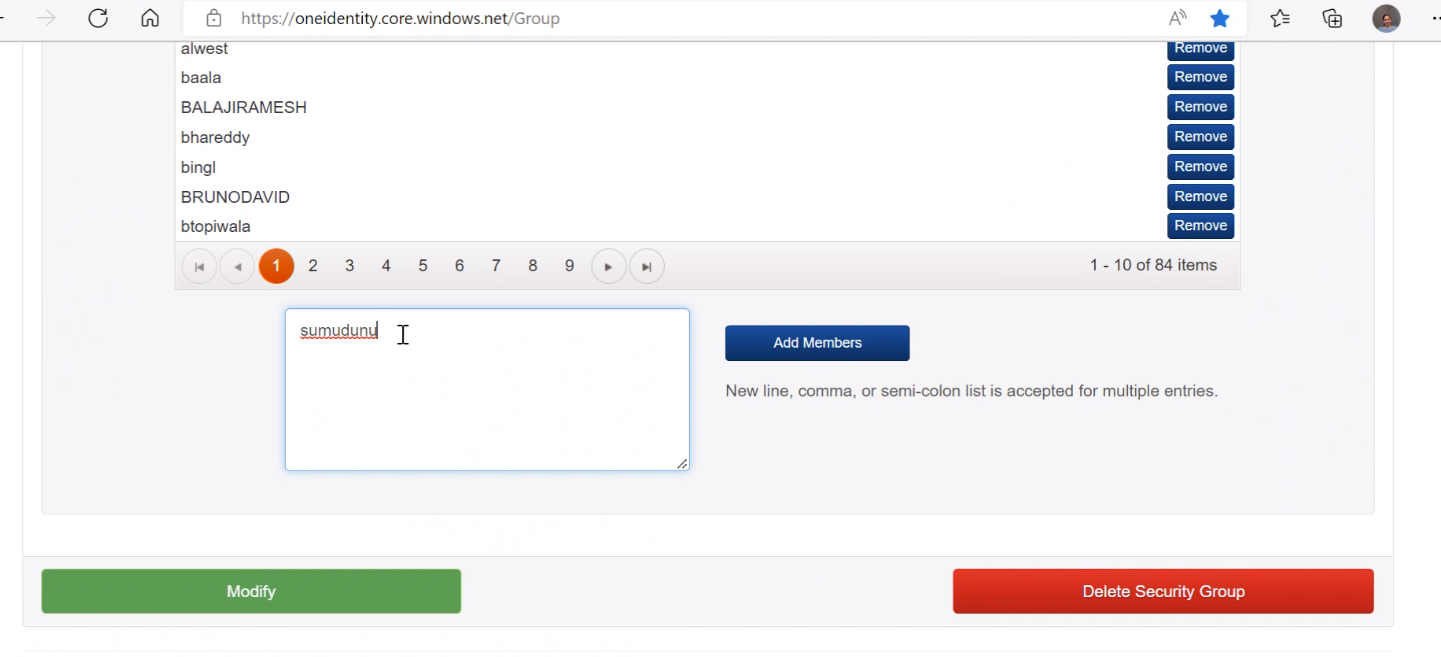 https://oneidentity.core.windows.net/Group
alwest Remove
baala Remove
BALAJIRAMESH Remove
bhareddy Remove
bingl Remove
BRUNODAVID Remove
btopiwala Remove
1 2 3 4 5 6 7 8 9 1 - 10 of 84 items
sumudunu
Add Members
New line, comma, or semi-colon list is accepted for multiple entries.
Modify Delete Security Group